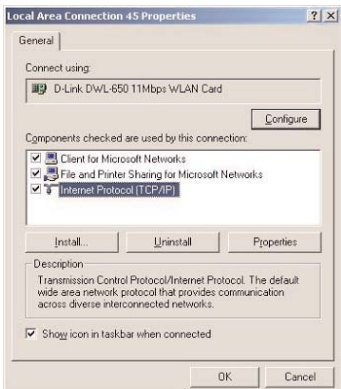 Local Area Connection 45 Properties
General
Connect using:
D-Link DWL-650 11Mbps WLAN Card
Configure
Components checked are used by this connection:
Client for Microsoft Networks
File and Printer Sharing for Microsoft Networks
Internet Protocol (TCP/IP)
Install...
Uninstall
Properties
Description
Transmission Control Protocol/Internet Protocol. The default
wide area network protocol that provides communication
across diverse interconnected networks.
Show icon in taskbar when connected
OK
Cancel